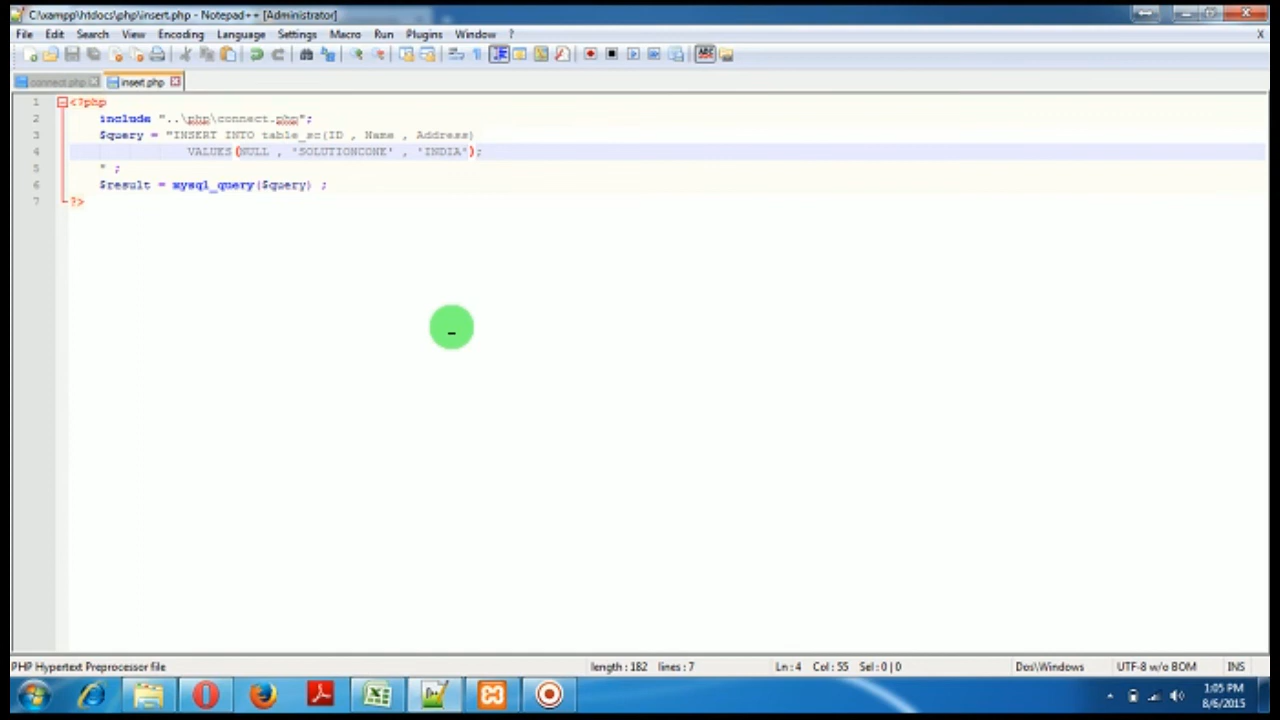 C:\xampp\htdocs\php\insert.php - Notepad++ [Administrator]
File Edit Search View Encoding Language Settings Macro Run Plugins Window ? X
connect.php insert.php
1 <?php
2 include "..\php\connect.php";
3 $query = "INSERT INTO table_sc(ID , Name , Address)
4 VALUES(NULL , 'SOLUTIONCONE' , 'INDIA');
5 " ;
6 $result = mysql_query($query) ;
7 ?>
PHP Hypertext Preprocessor file length : 182 lines : 7 Ln : 4 Col : 55 Sel : 0 | 0 Dos\Windows UTF-8 w/o BOM INS
1:05 PM
8/6/2015